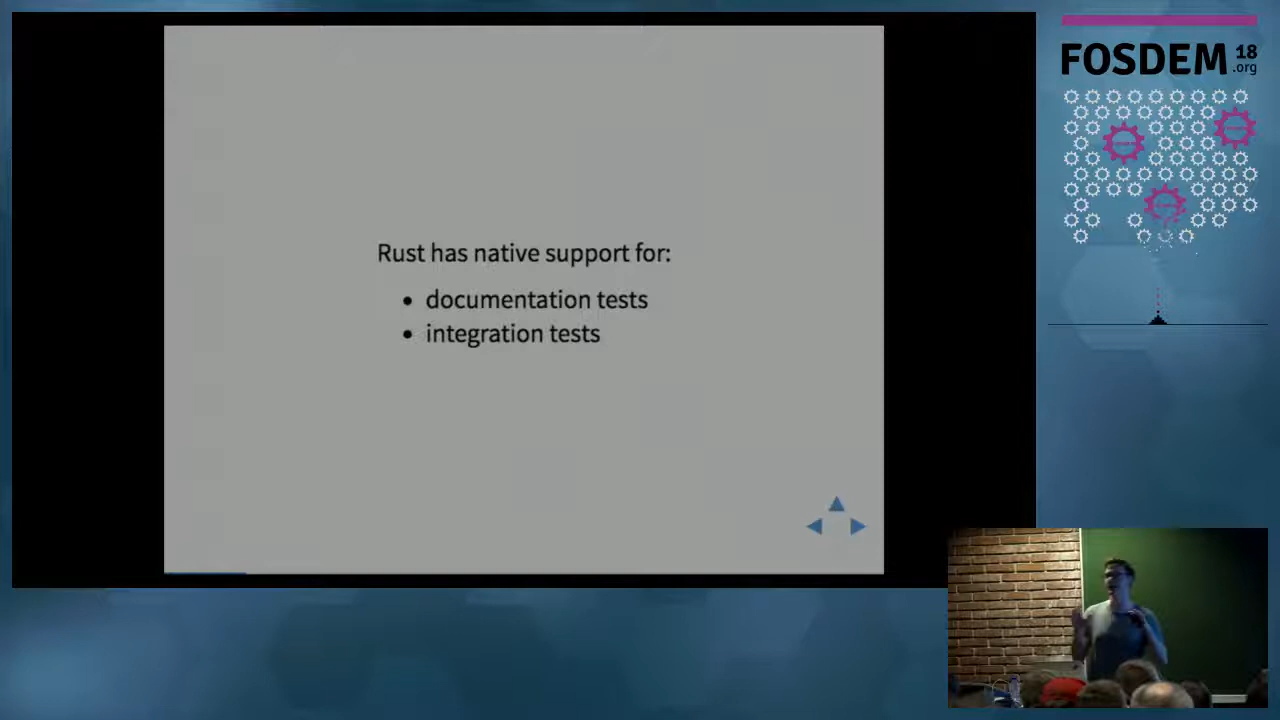 Rust has native support for:
• documentation tests
• integration tests
FOSDEM 18
.org